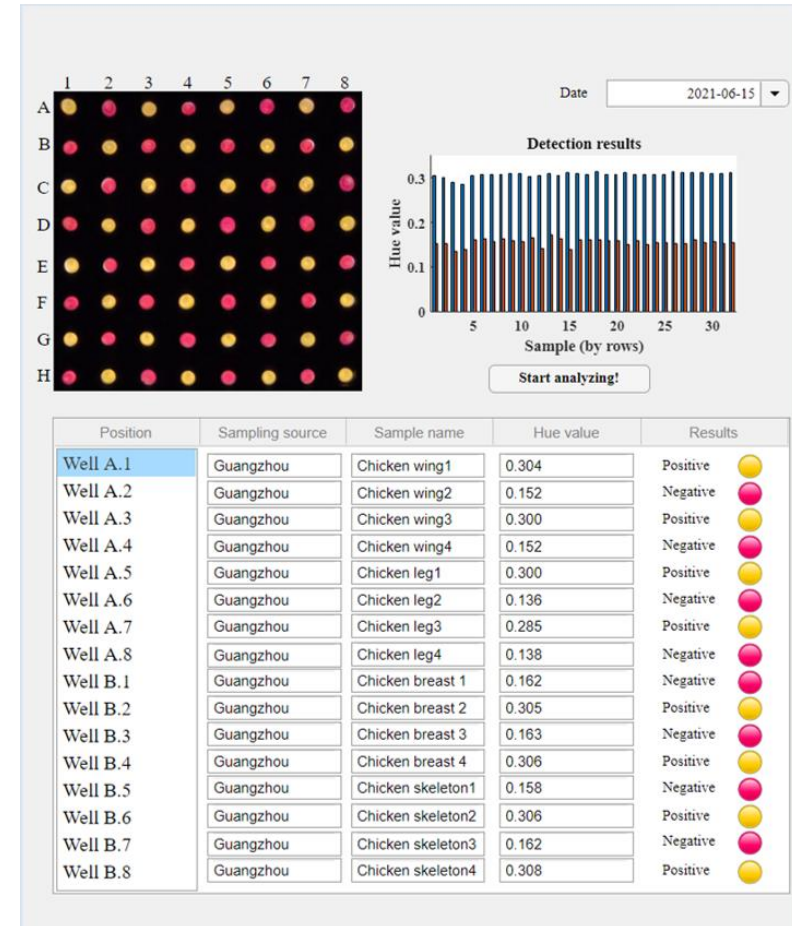 1 2 3 4 5 6 7 8
A
B
C
D
E
F
G
H
Date 2021-06-15
Detection results
Hue value
0.3
0.2
0.1
0
5 10 15 20 25 30
Sample (by rows)
Start analyzing!
Position Sampling source Sample name Hue value Results
Well A.1 Guangzhou Chicken wing1 0.304 Positive
Well A.2 Guangzhou Chicken wing2 0.152 Negative
Well A.3 Guangzhou Chicken wing3 0.300 Positive
Well A.4 Guangzhou Chicken wing4 0.152 Negative
Well A.5 Guangzhou Chicken leg1 0.300 Positive
Well A.6 Guangzhou Chicken leg2 0.136 Negative
Well A.7 Guangzhou Chicken leg3 0.285 Positive
Well A.8 Guangzhou Chicken leg4 0.138 Negative
Well B.1 Guangzhou Chicken breast 1 0.162 Negative
Well B.2 Guangzhou Chicken breast 2 0.305 Positive
Well B.3 Guangzhou Chicken breast 3 0.163 Negative
Well B.4 Guangzhou Chicken breast 4 0.306 Positive
Well B.5 Guangzhou Chicken skeleton1 0.158 Negative
Well B.6 Guangzhou Chicken skeleton2 0.306 Positive
Well B.7 Guangzhou Chicken skeleton3 0.162 Negative
Well B.8 Guangzhou Chicken skeleton4 0.308 Positive